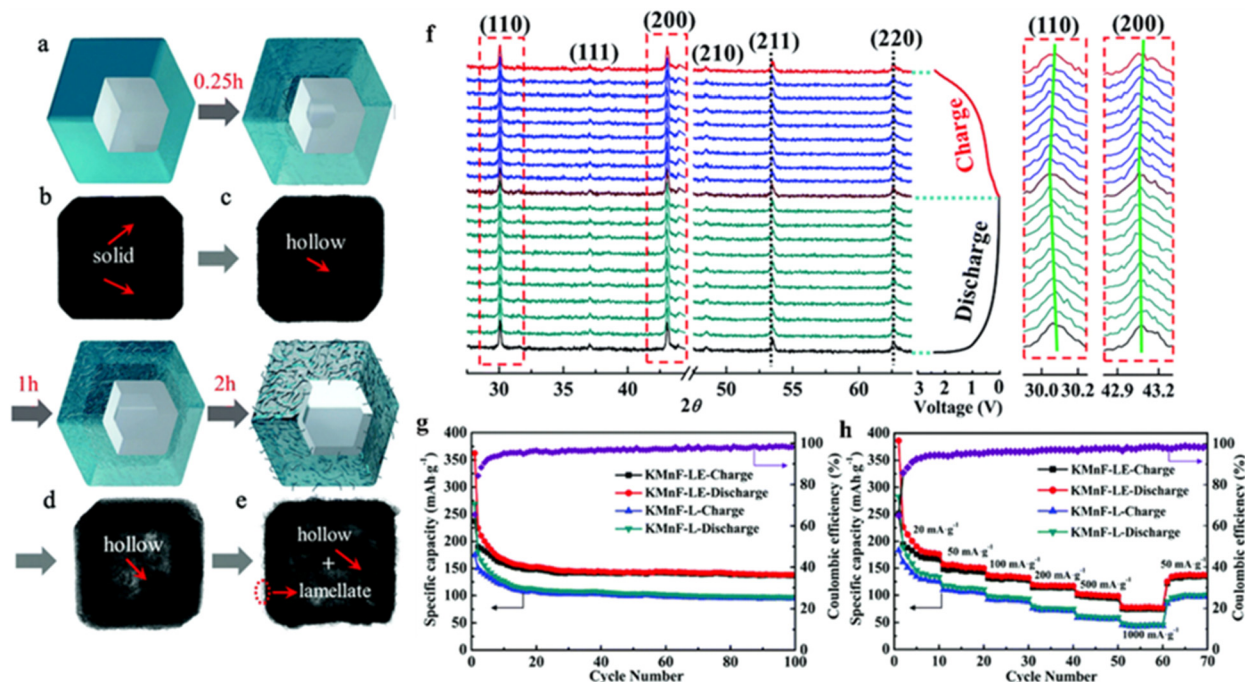 a
0.25h
b
c
solid
hollow
1h
2h
d
e
hollow
hollow
+
lamellate
f
(110)
(111)
(200)
(210)
(211)
(220)
(110)
(200)
Charge
Discharge
30
35
40
50
55
60
3
2
1
0
30.0
30.2
42.9
43.2
2θ
Voltage (V)
g
400
350
300
250
200
150
100
50
0
Specific capacity (mAh g⁻¹)
KMnF-LE-Charge
KMnF-LE-Discharge
KMnF-L-Charge
KMnF-L-Discharge
100
80
60
40
20
0
Coulombic efficiency (%)
0
20
40
60
80
100
Cycle Number
h
400
350
300
250
200
150
100
50
0
Specific capacity (mAh g⁻¹)
KMnF-LE-Charge
KMnF-LE-Discharge
KMnF-L-Charge
KMnF-L-Discharge
20 mA·g⁻¹
50 mA·g⁻¹
100 mA·g⁻¹
200 mA·g⁻¹
500 mA·g⁻¹
50 mA·g⁻¹
1000 mA·g⁻¹
100
80
60
40
20
0
Coulombic efficiency (%)
0
10
20
30
40
50
60
70
Cycle Number